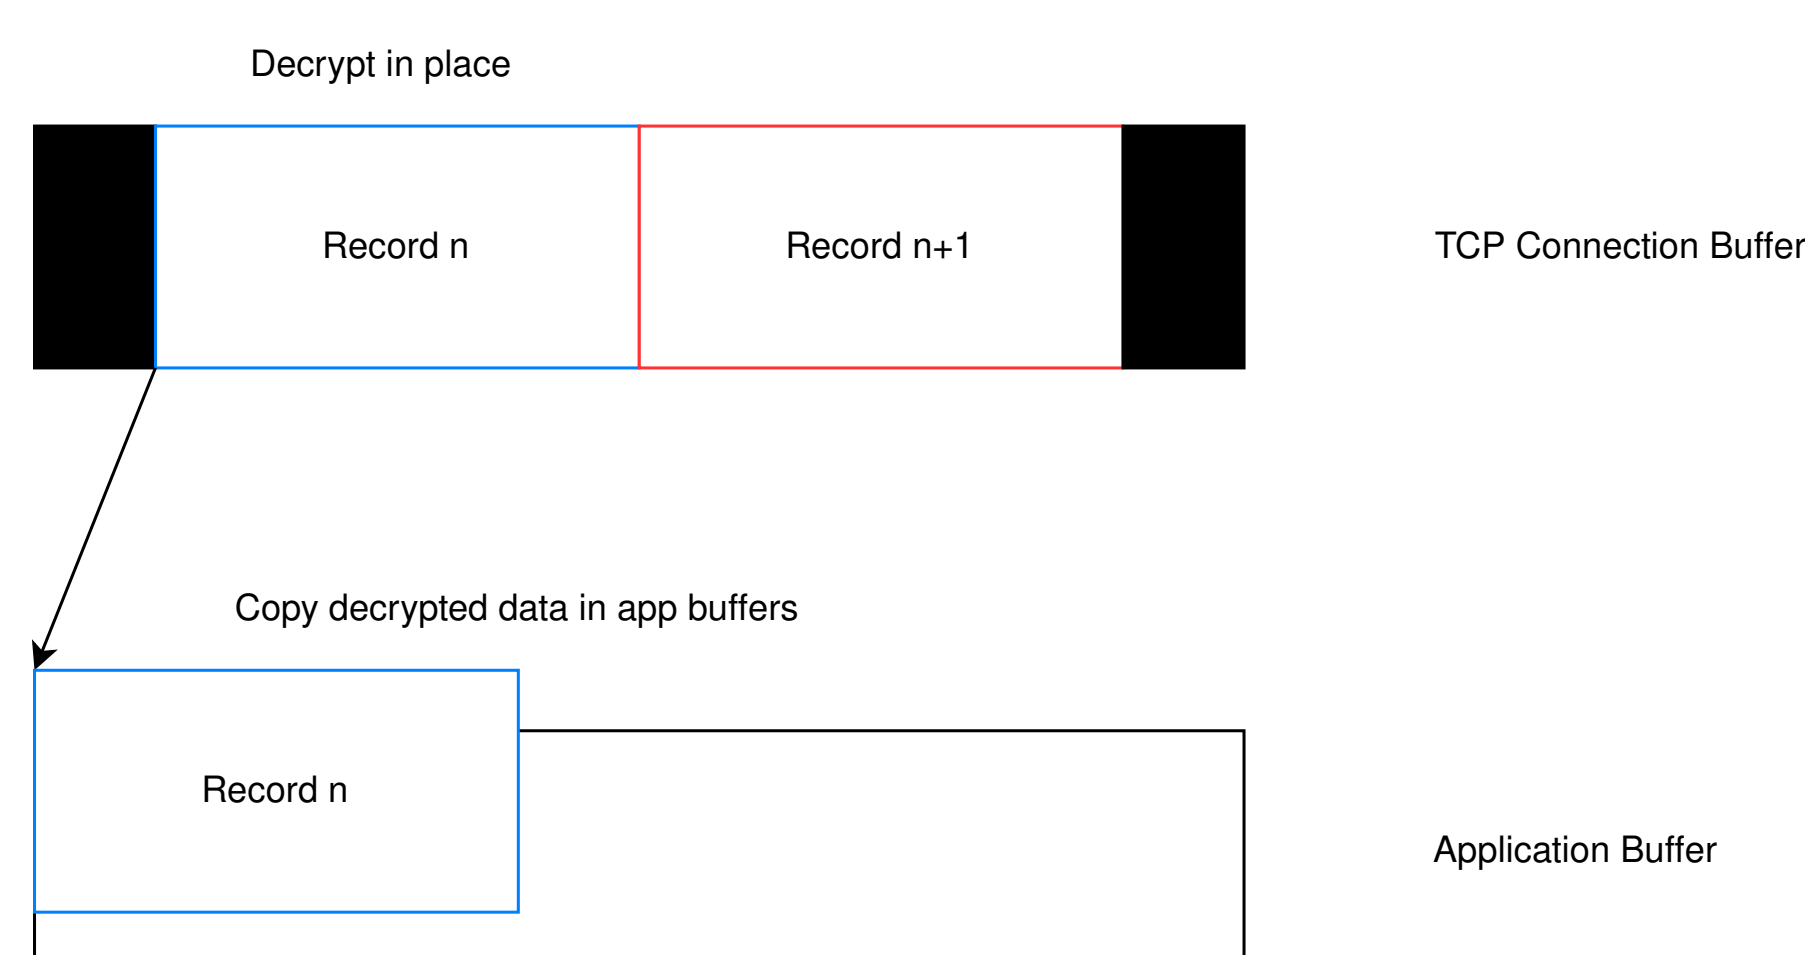 Decrypt in place
Record n
Record n+1
TCP Connection Buffer
Copy decrypted data in app buffers
Record n
Application Buffer